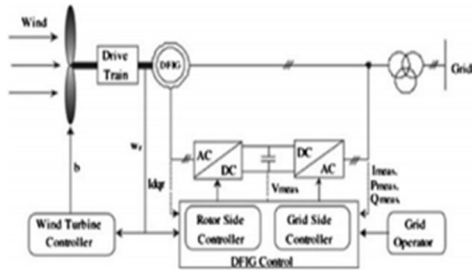 Wind
Drive
Train
DFIG
Grid
AC
DC
DC
AC
Vmeas
Imeas.
Pmeas.
Qmeas.
b
Wind Turbine
Controller
Rotor Side
Controller
Grid Side
Controller
DFIG Control
Grid
Operator